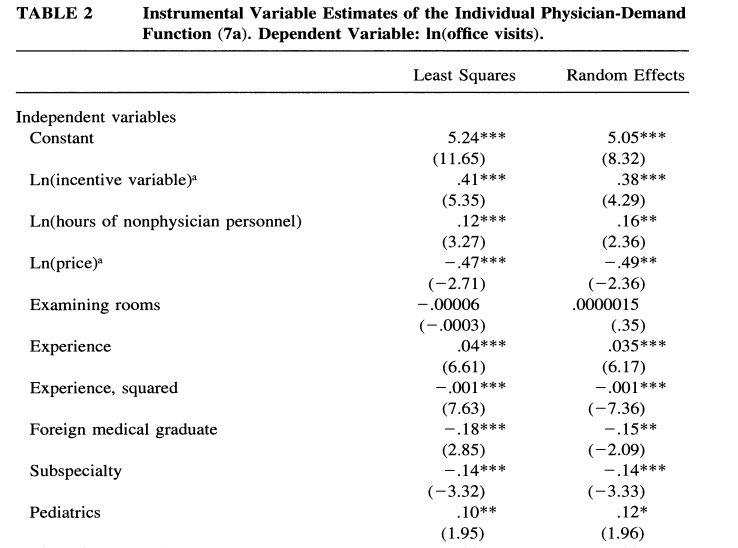 TABLE 2 Instrumental Variable Estimates of the Individual Physician-Demand
Function (7a). Dependent Variable: ln(office visits).
Least Squares Random Effects
Independent variables
Constant 5.24*** 5.05***
(11.65) (8.32)
Ln(incentive variable)ª .41*** .38***
(5.35) (4.29)
Ln(hours of nonphysician personnel) .12*** .16**
(3.27) (2.36)
Ln(price)ª −.47*** −.49**
(−2.71) (−2.36)
Examining rooms −.00006 .0000015
(−.0003) (.35)
Experience .04*** .035***
(6.61) (6.17)
Experience, squared −.001*** −.001***
(7.63) (−7.36)
Foreign medical graduate −.18*** −.15**
(2.85) (−2.09)
Subspecialty −.14*** −.14***
(−3.32) (−3.33)
Pediatrics .10** .12*
(1.95) (1.96)